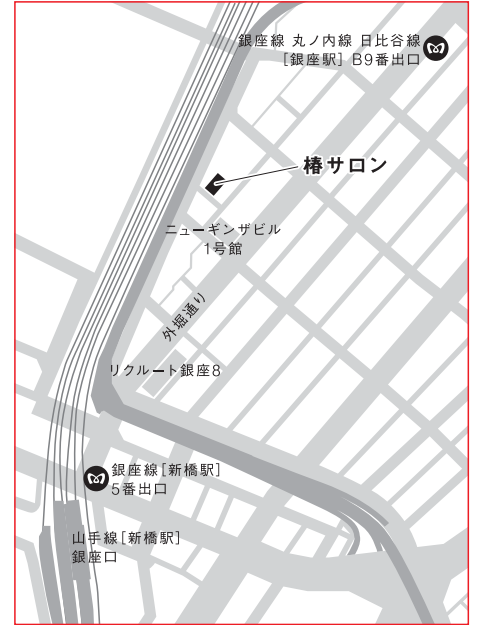 銀座線 丸ノ内線 日比谷線
[銀座駅] B9番出口
椿サロン
ニューギンザビル
1号館
外堀通り
リクルート銀座8
銀座線[新橋駅]
5番出口
山手線[新橋駅]
銀座口